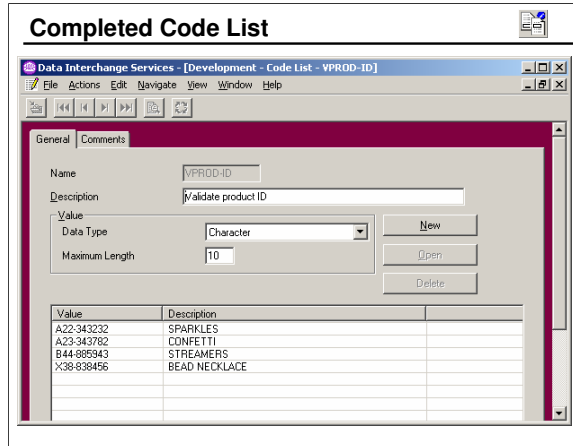 Completed Code List
Data Interchange Services - [Development - Code List - VPROD-ID]
File Actions Edit Navigate View Window Help
General Comments
Name VPROD-ID
Description Validate product ID
Value
Data Type Character
Maximum Length 10
New
Open
Delete
Value Description
A22-343232 SPARKLES
A23-343782 CONFETTI
B44-885943 STREAMERS
X38-838456 BEAD NECKLACE